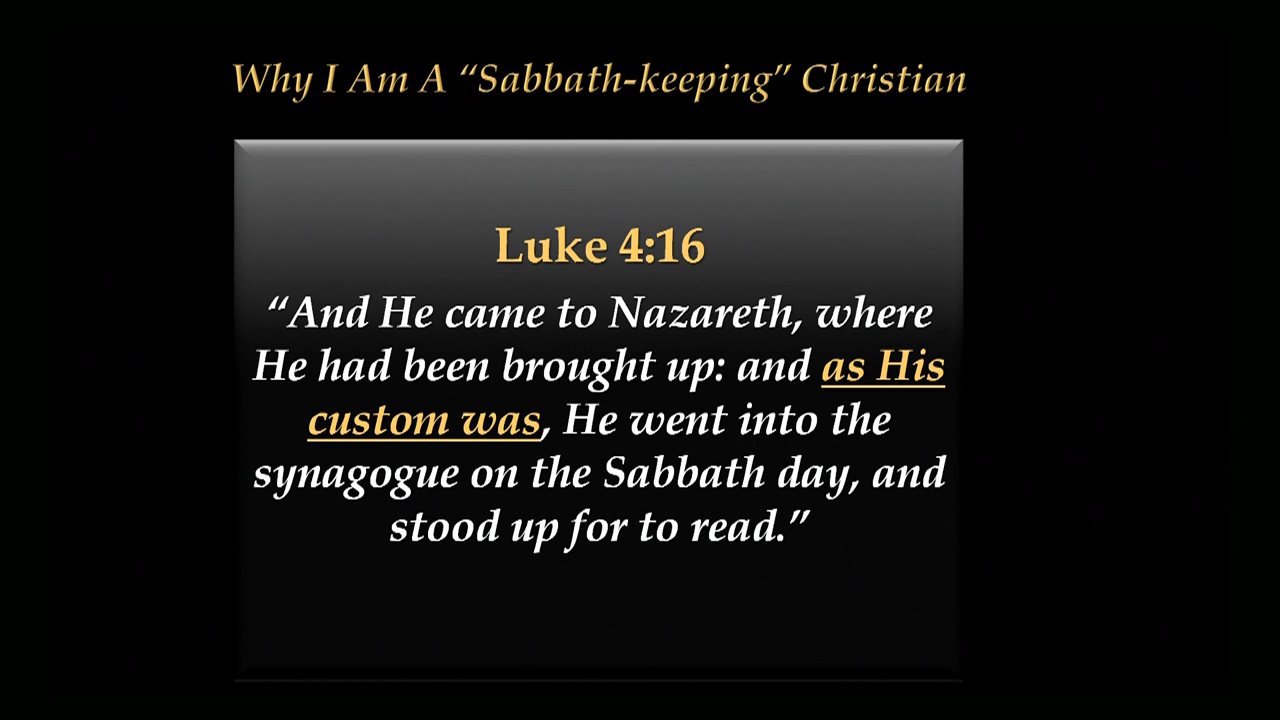 Why I Am A “Sabbath-keeping” Christian
Luke 4:16
“And He came to Nazareth, where
He had been brought up: and as His
custom was, He went into the
synagogue on the Sabbath day, and
stood up for to read.”